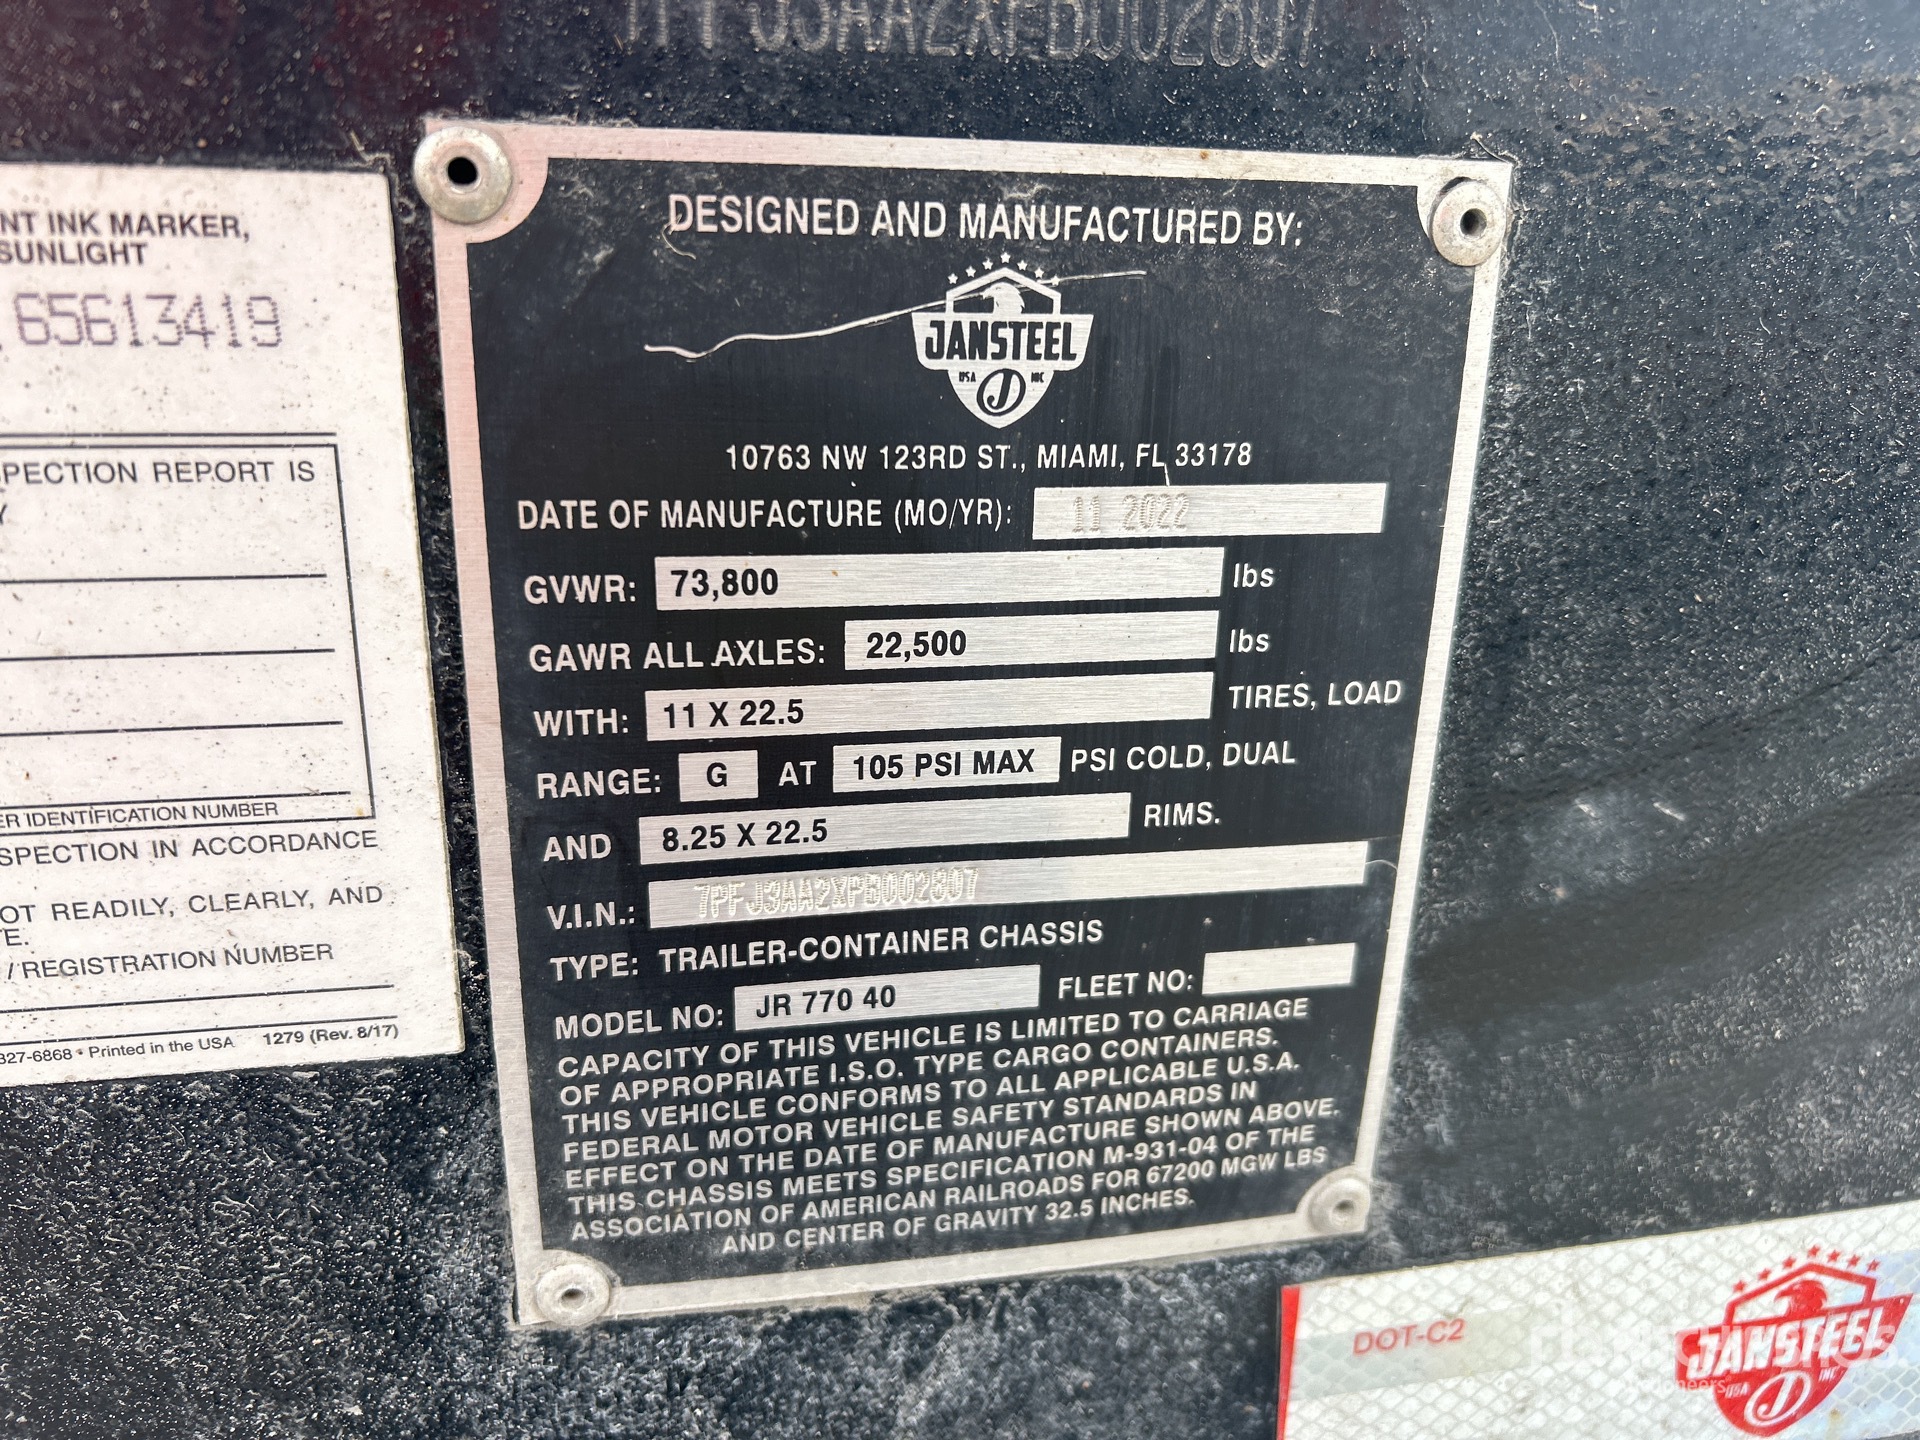 7PFJ3AA2XPB002807
NT INK MARKER,
SUNLIGHT
65613419
SPECTION REPORT IS
Y
ER IDENTIFICATION NUMBER
SPECTION IN ACCORDANCE
OT READILY, CLEARLY, AND
E.
/ REGISTRATION NUMBER
327-6868 • Printed in the USA 1279 (Rev. 8/17)
DESIGNED AND MANUFACTURED BY:
JANSTEEL
USA J INC
10763 NW 123RD ST., MIAMI, FL 33178
DATE OF MANUFACTURE (MO/YR): 11 2022
GVWR: 73,800 lbs
GAWR ALL AXLES: 22,500 lbs
WITH: 11 X 22.5 TIRES, LOAD
RANGE: G AT 105 PSI MAX PSI COLD, DUAL
AND 8.25 X 22.5 RIMS.
V.I.N.: 7PFJ3AA2XPB002807
TYPE: TRAILER-CONTAINER CHASSIS
MODEL NO: JR 770 40 FLEET NO:
CAPACITY OF THIS VEHICLE IS LIMITED TO CARRIAGE
OF APPROPRIATE I.S.O. TYPE CARGO CONTAINERS.
THIS VEHICLE CONFORMS TO ALL APPLICABLE U.S.A.
FEDERAL MOTOR VEHICLE SAFETY STANDARDS IN
EFFECT ON THE DATE OF MANUFACTURE SHOWN ABOVE.
THIS CHASSIS MEETS SPECIFICATION M-931-04 OF THE
ASSOCIATION OF AMERICAN RAILROADS FOR 67200 MGW LBS
AND CENTER OF GRAVITY 32.5 INCHES.
DOT-C2
JANSTEEL
USA J INC